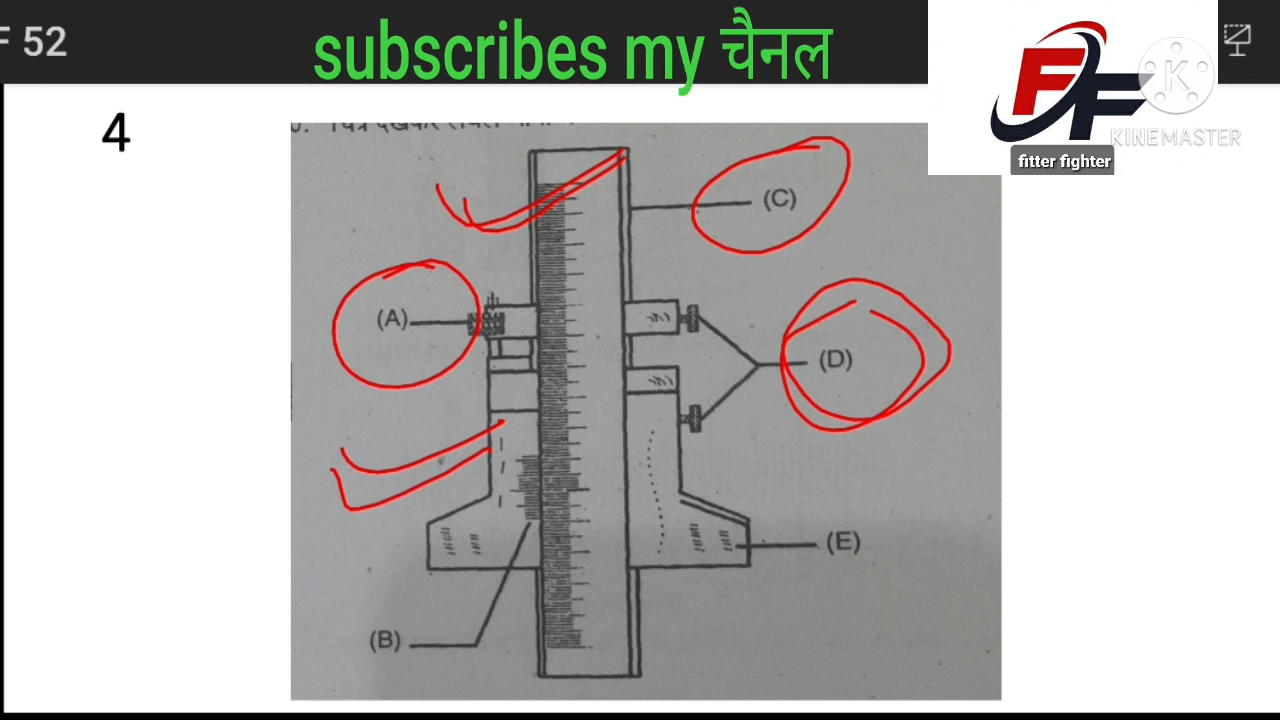 F 52
subscribes my चैनल
K
KINEMASTER
fitter fighter
4
(C)
(A)
(D)
(E)
(B)